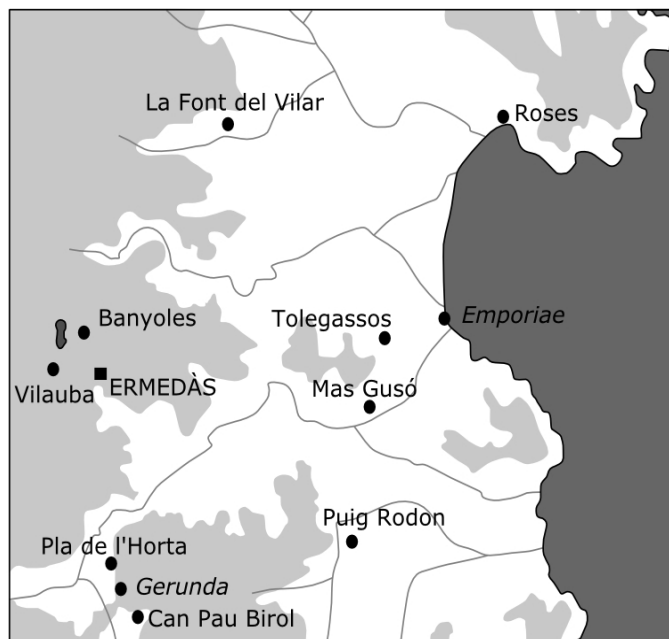 La Font del Vilar
Roses
Banyoles
Tolegassos
Emporiae
Vilauba
ERMEDÀS
Mas Gusó
Puig Rodon
Pla de l'Horta
Gerunda
Can Pau Birol